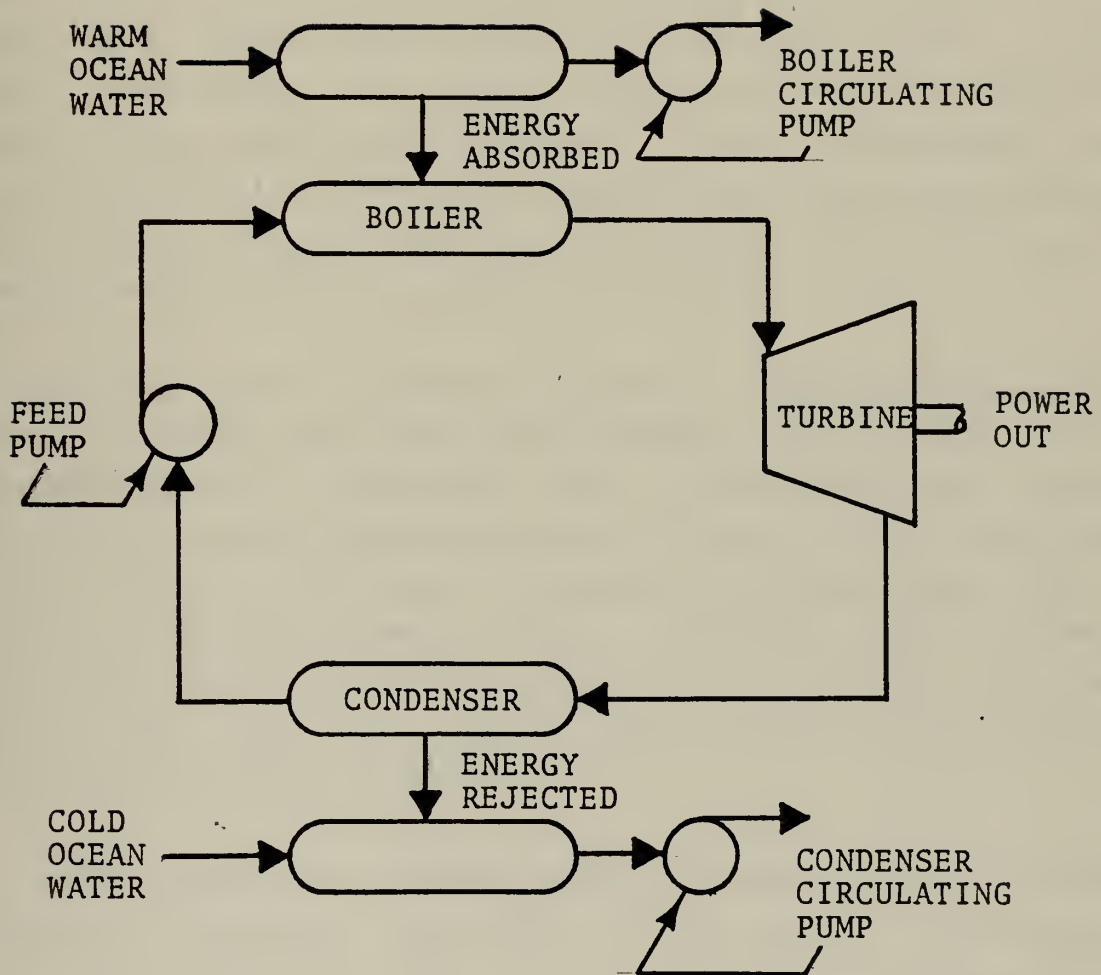 WARM
OCEAN
WATER
BOILER
CIRCULATING
PUMP
ENERGY
ABSORBED
BOILER
FEED
PUMP
TURBINE
POWER
OUT
CONDENSER
ENERGY
REJECTED
COLD
OCEAN
WATER
CONDENSER
CIRCULATING
PUMP